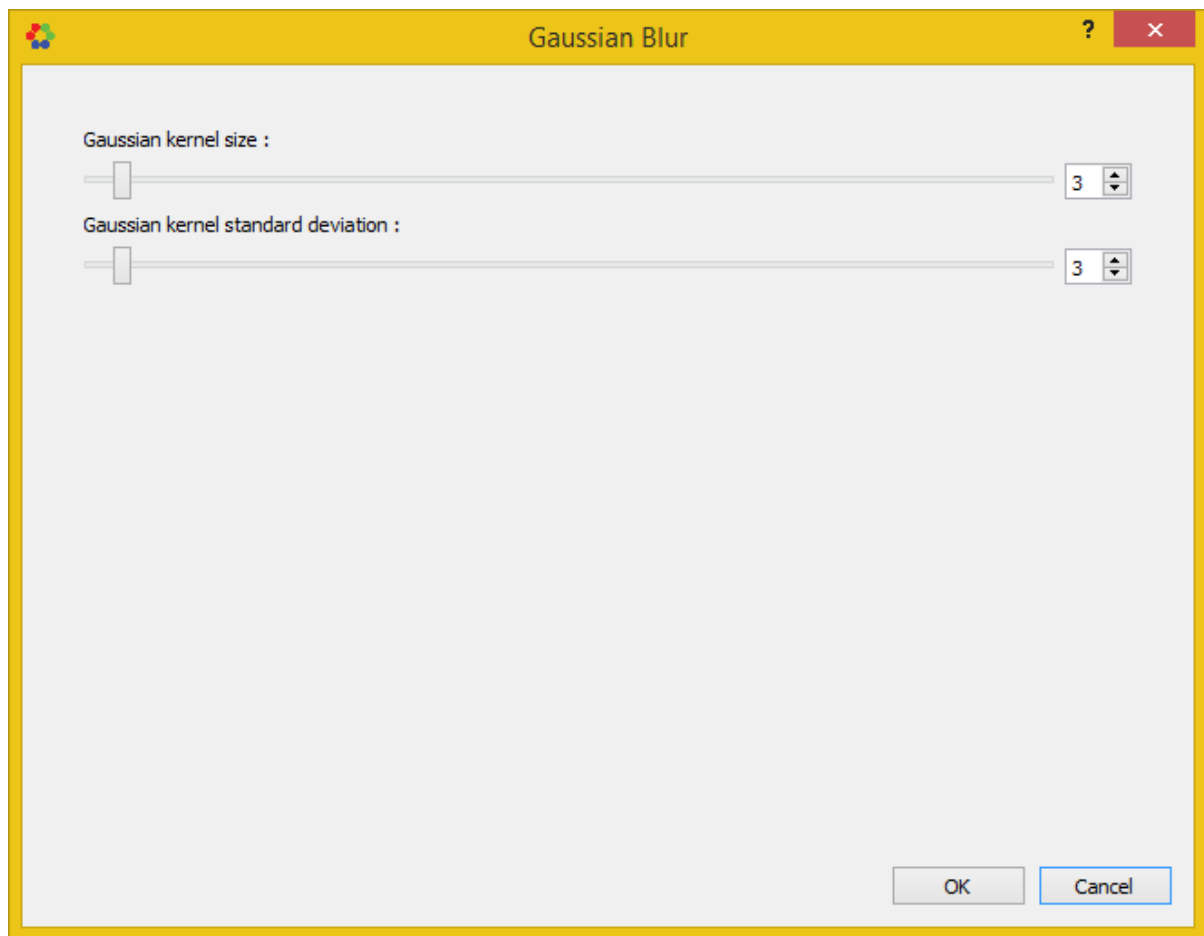 Gaussian Blur
?
Gaussian kernel size :
3
Gaussian kernel standard deviation :
3
OK
Cancel